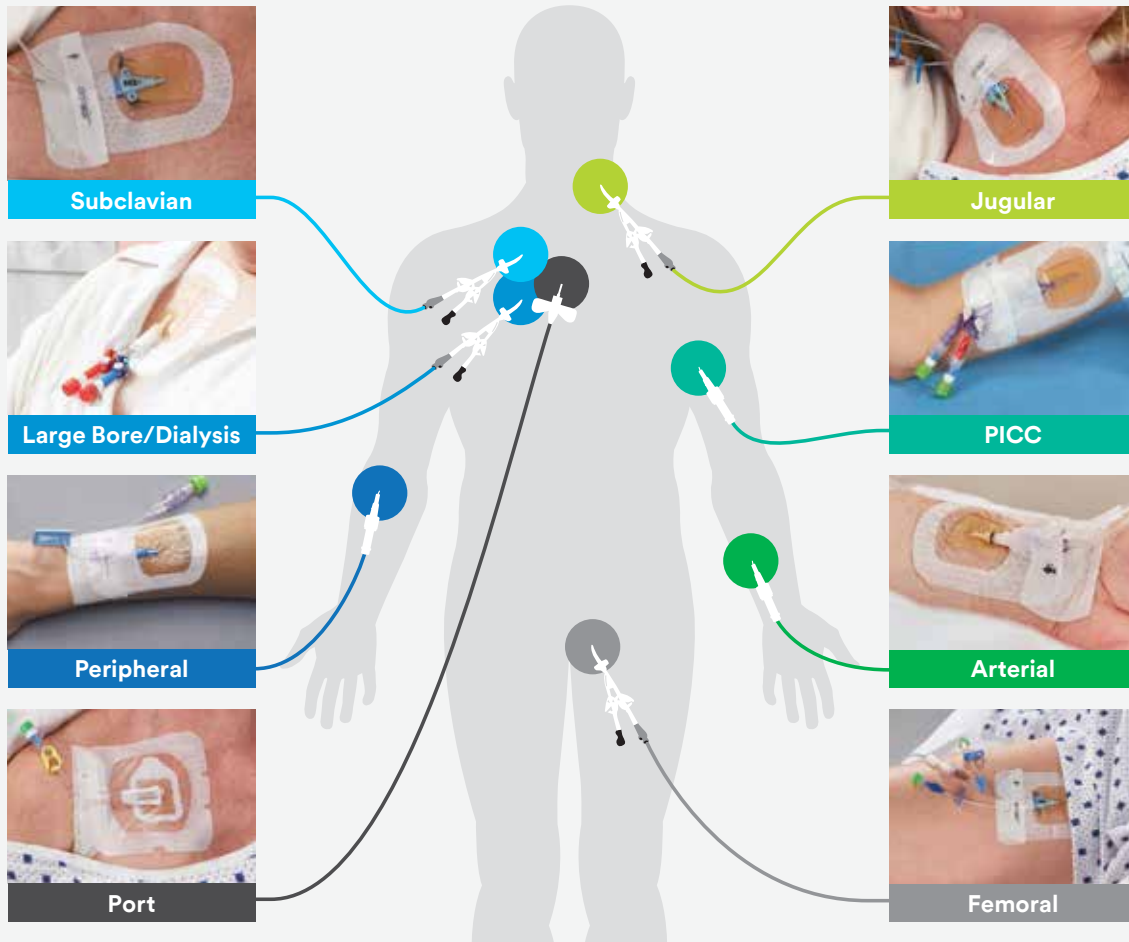 Subclavian
Jugular
Large Bore/Dialysis
PICC
Peripheral
Arterial
Port
Femoral